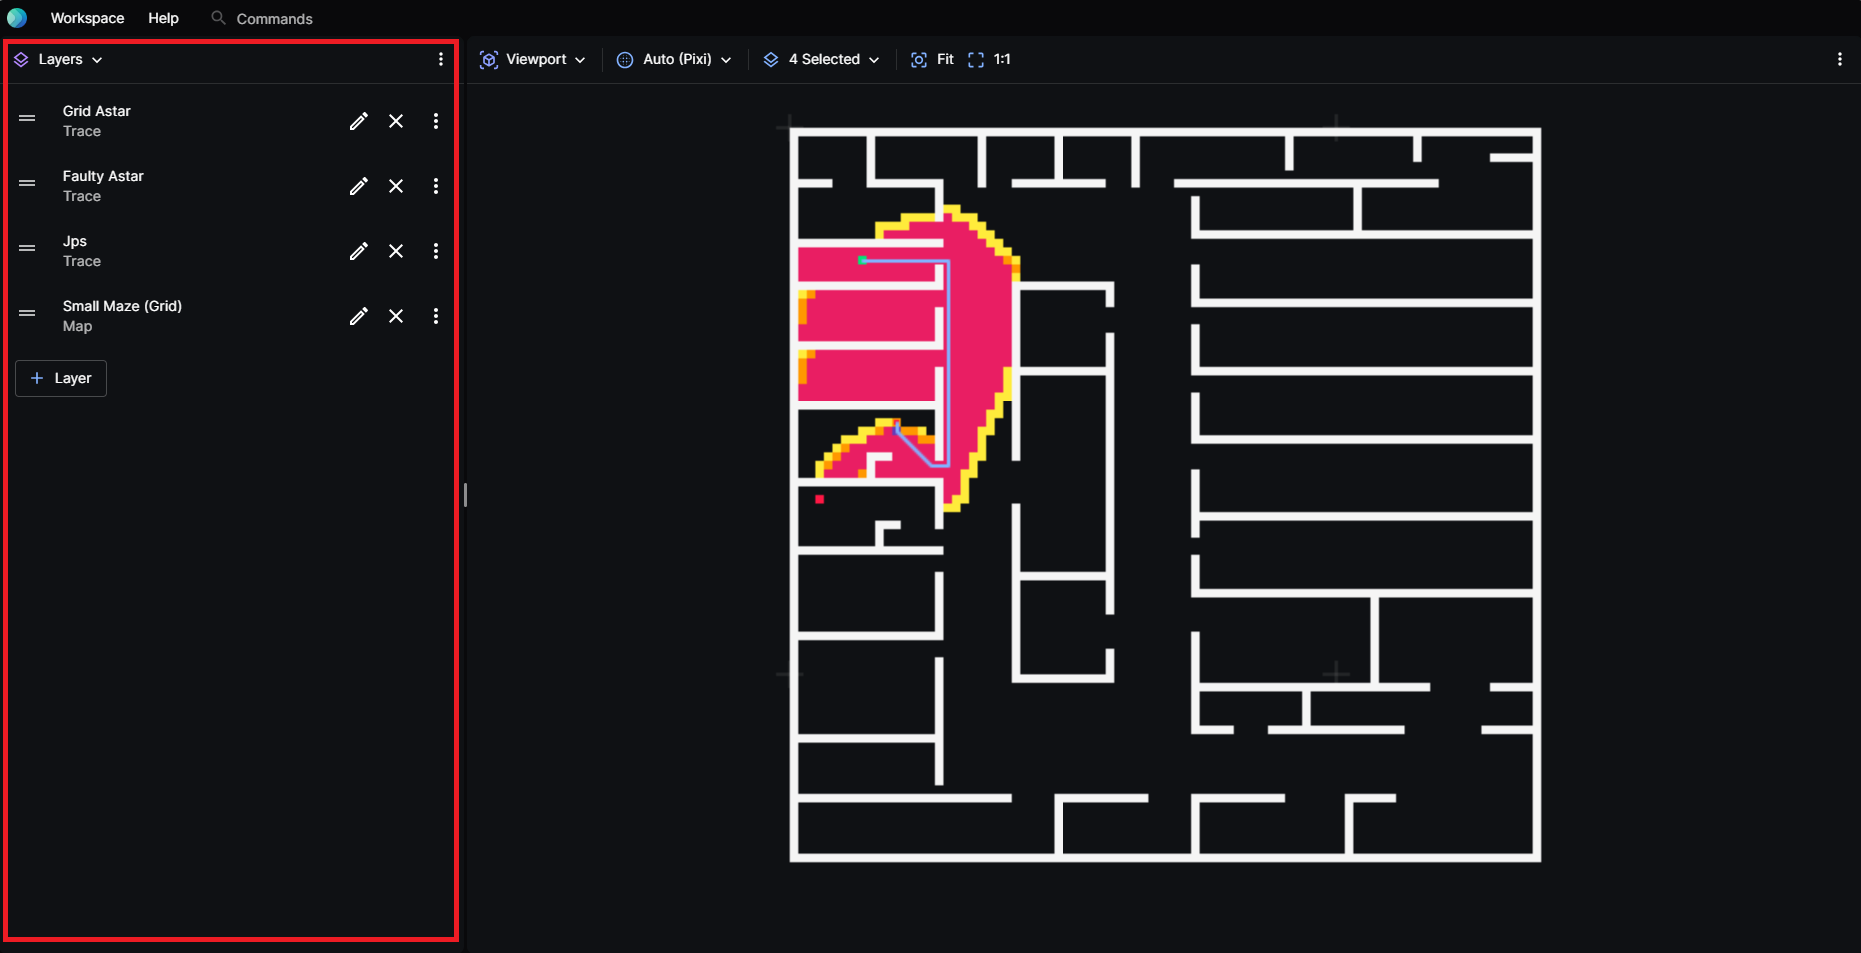 Workspace Help Commands
Layers
Viewport Auto (Pixi) 4 Selected Fit 1:1
Grid Astar
Trace
Faulty Astar
Trace
Jps
Trace
Small Maze (Grid)
Map
Layer